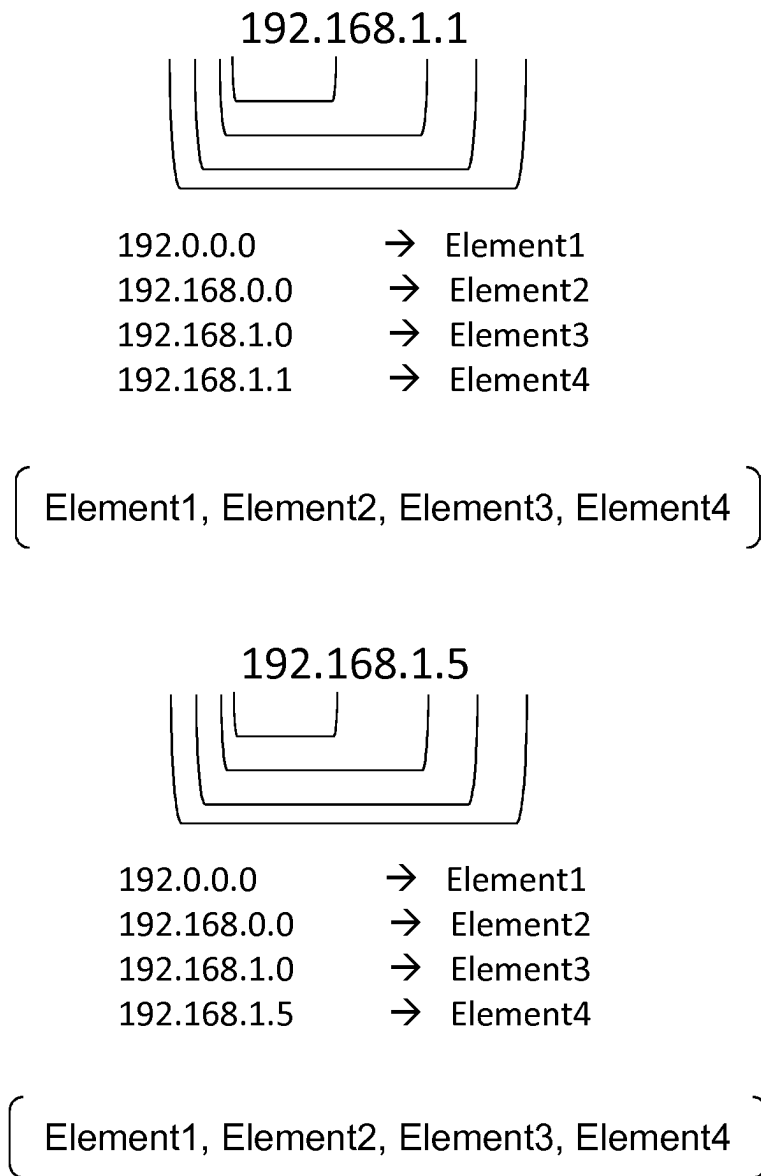 192.168.1.1
192.0.0.0 → Element1
192.168.0.0 → Element2
192.168.1.0 → Element3
192.168.1.1 → Element4
Element1, Element2, Element3, Element4
192.168.1.5
192.0.0.0 → Element1
192.168.0.0 → Element2
192.168.1.0 → Element3
192.168.1.5 → Element4
Element1, Element2, Element3, Element4